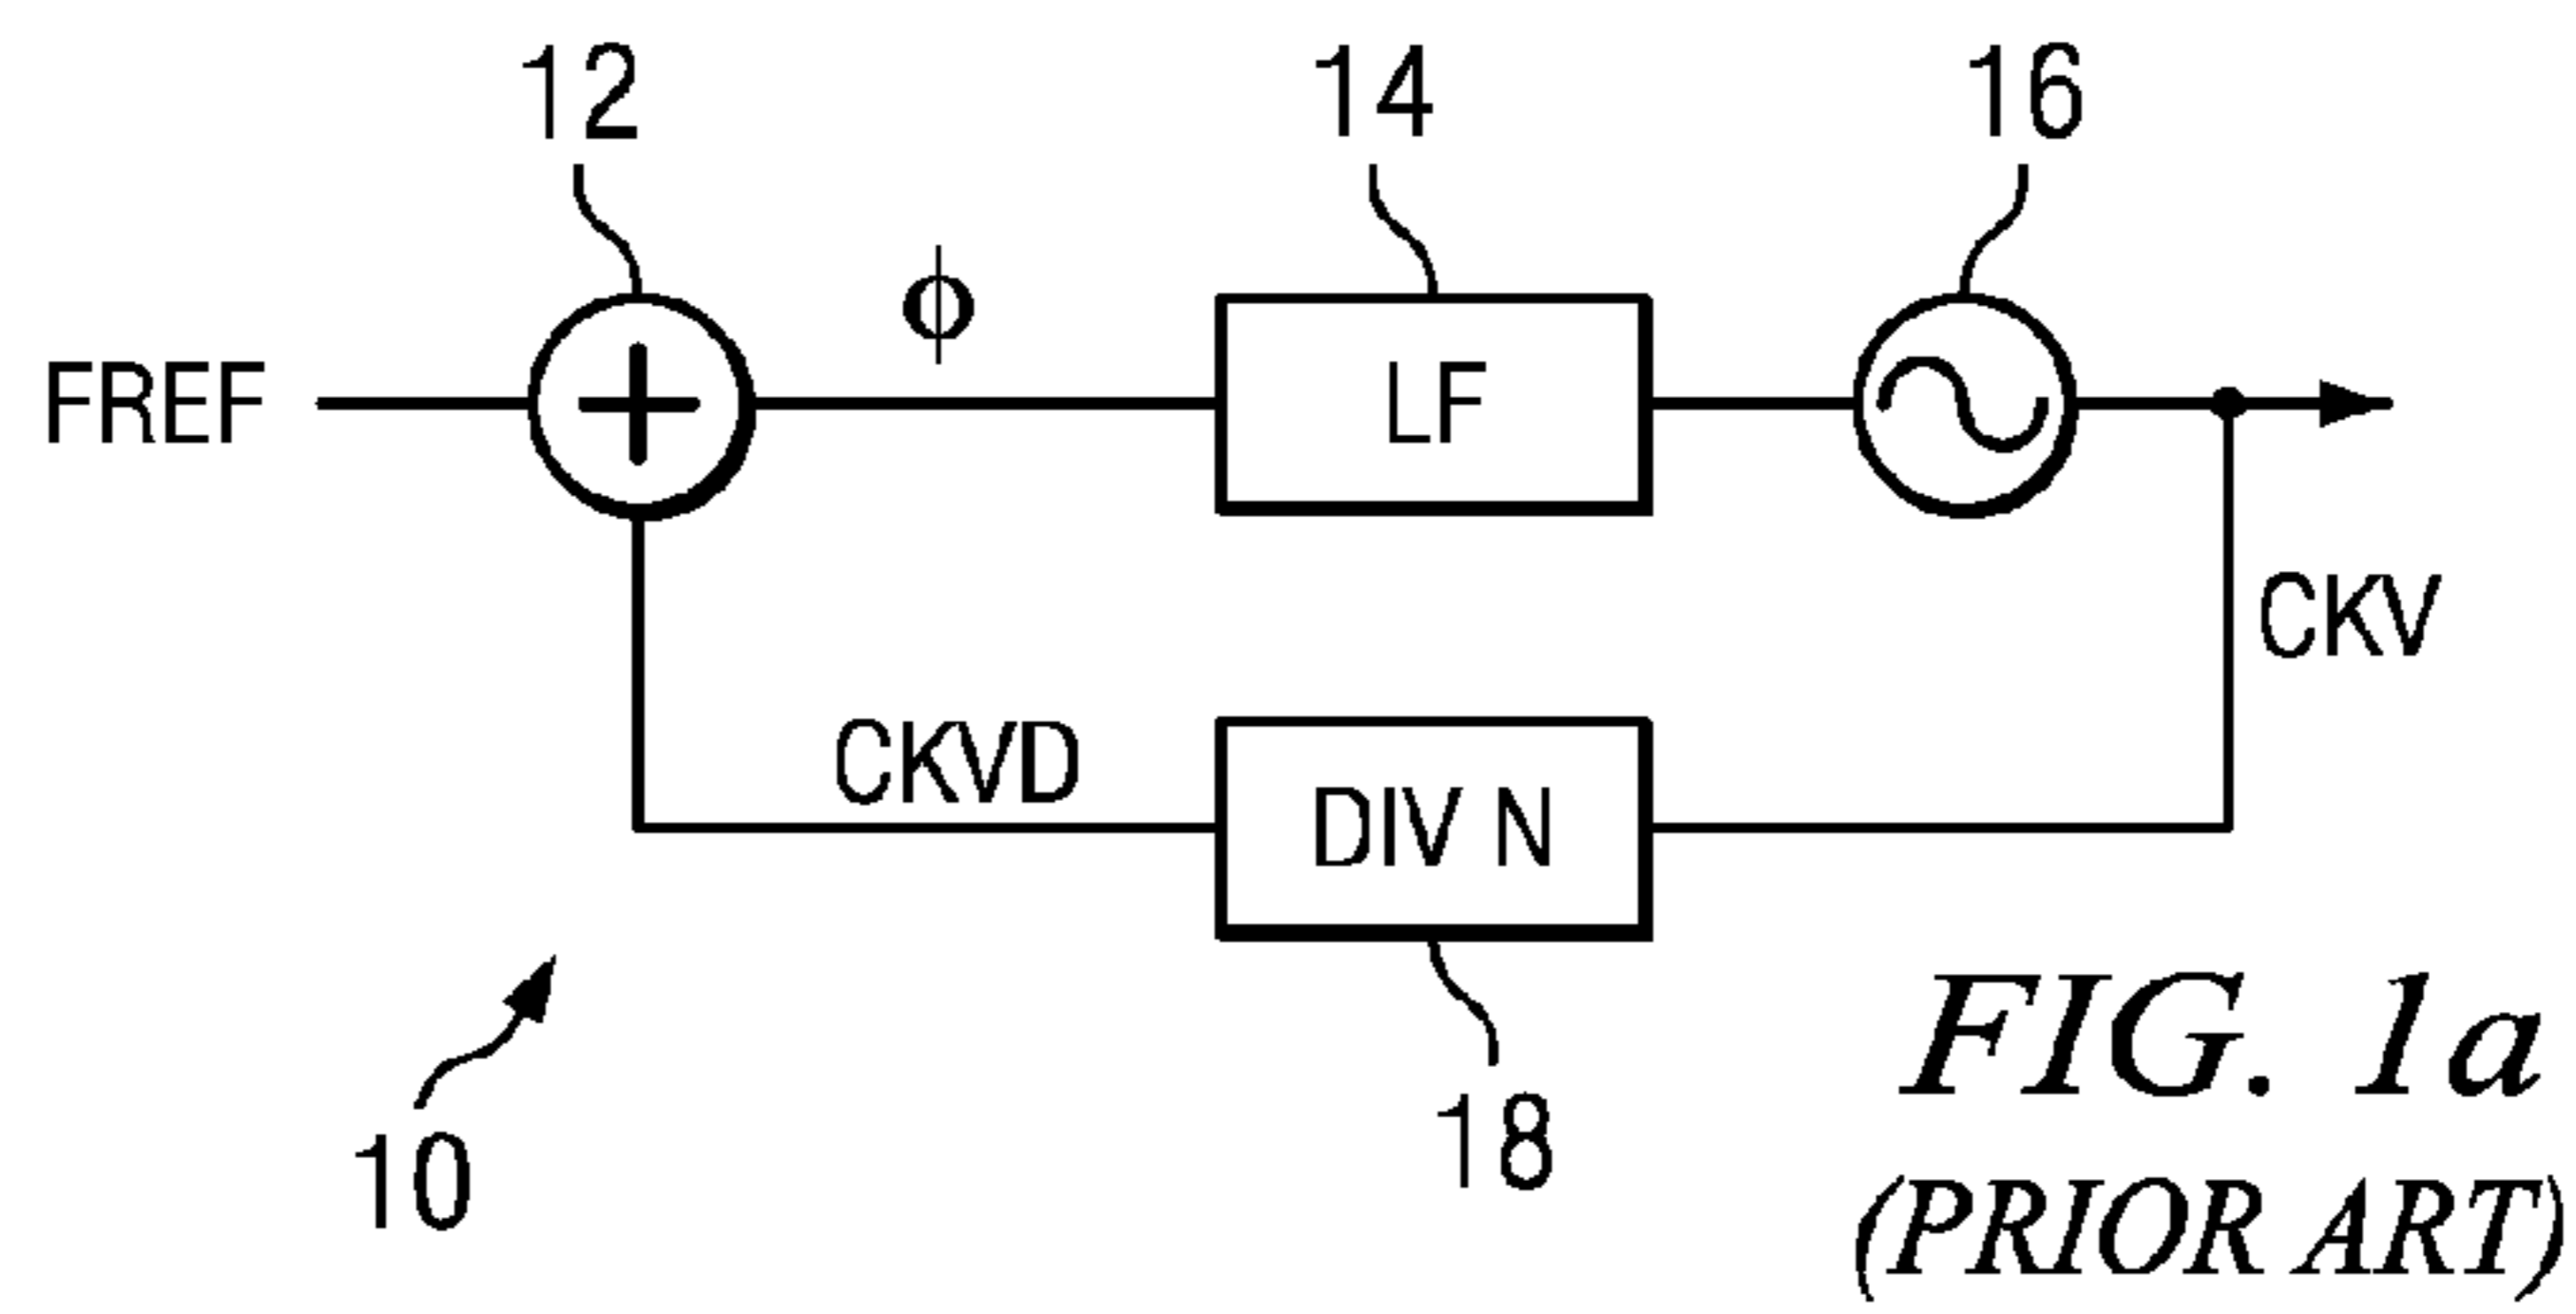 12 14 16
ϕ
FREF + LF
CKV
CKVD
DIV N
10 18
FIG. 1a
(PRIOR ART)